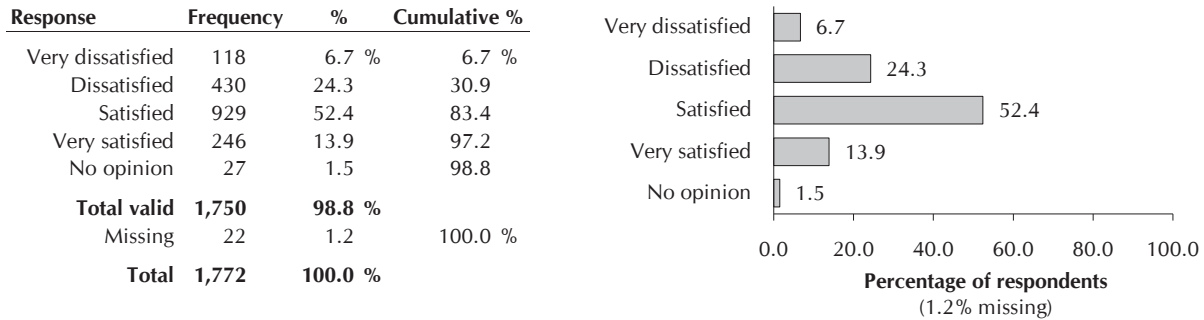 Response Frequency % Cumulative %
Very dissatisfied 118 6.7 % 6.7 %
Dissatisfied 430 24.3 30.9
Satisfied 929 52.4 83.4
Very satisfied 246 13.9 97.2
No opinion 27 1.5 98.8
Total valid 1,750 98.8 %
Missing 22 1.2 100.0 %
Total 1,772 100.0 %
Very dissatisfied 6.7
Dissatisfied 24.3
Satisfied 52.4
Very satisfied 13.9
No opinion 1.5
0.0 20.0 40.0 60.0 80.0 100.0
Percentage of respondents
(1.2% missing)